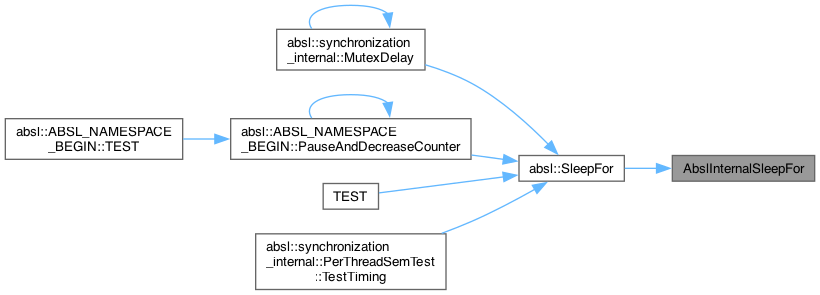 absl::synchronization
_internal::MutexDelay
absl::ABSL_NAMESPACE
_BEGIN::TEST
absl::ABSL_NAMESPACE
_BEGIN::PauseAndDecreaseCounter
absl::SleepFor
AbslInternalSleepFor
TEST
absl::synchronization
_internal::PerThreadSemTest
::TestTiming